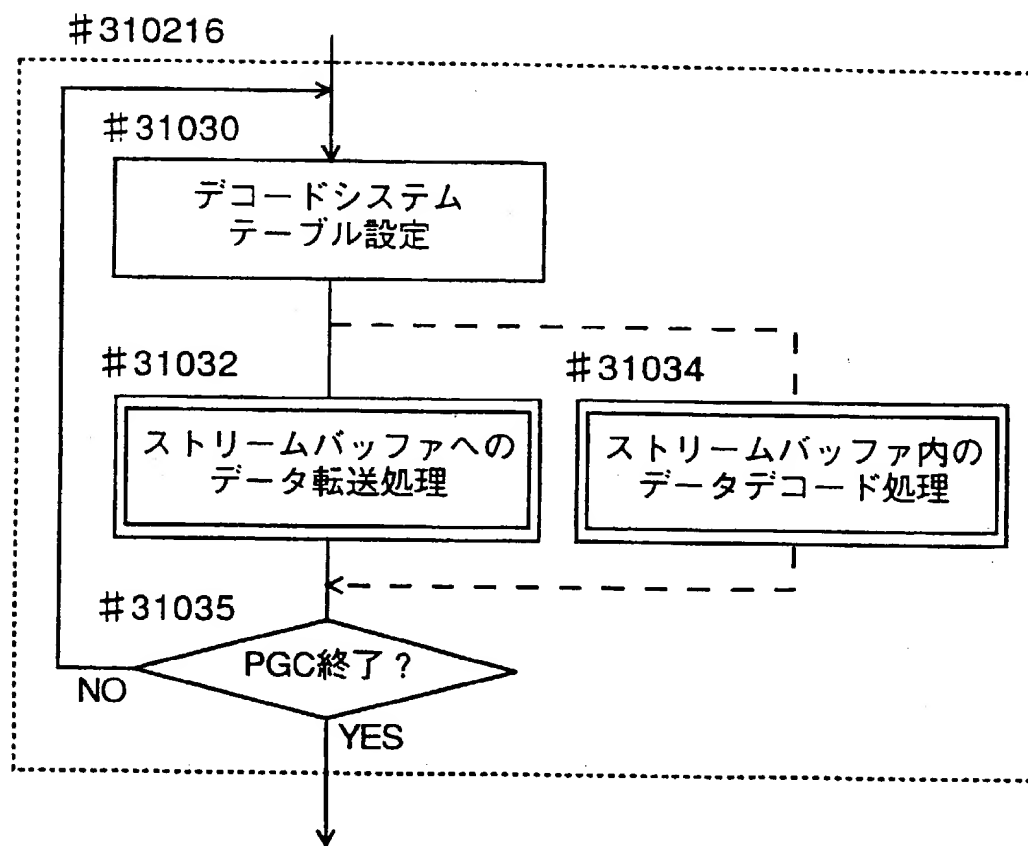 #310216
#31030
デコードシステム
テーブル設定
#31032
ストリームバッファへの
データ転送処理
#31034
ストリームバッファ内の
データデコード処理
#31035
PGC終了?
NO
YES